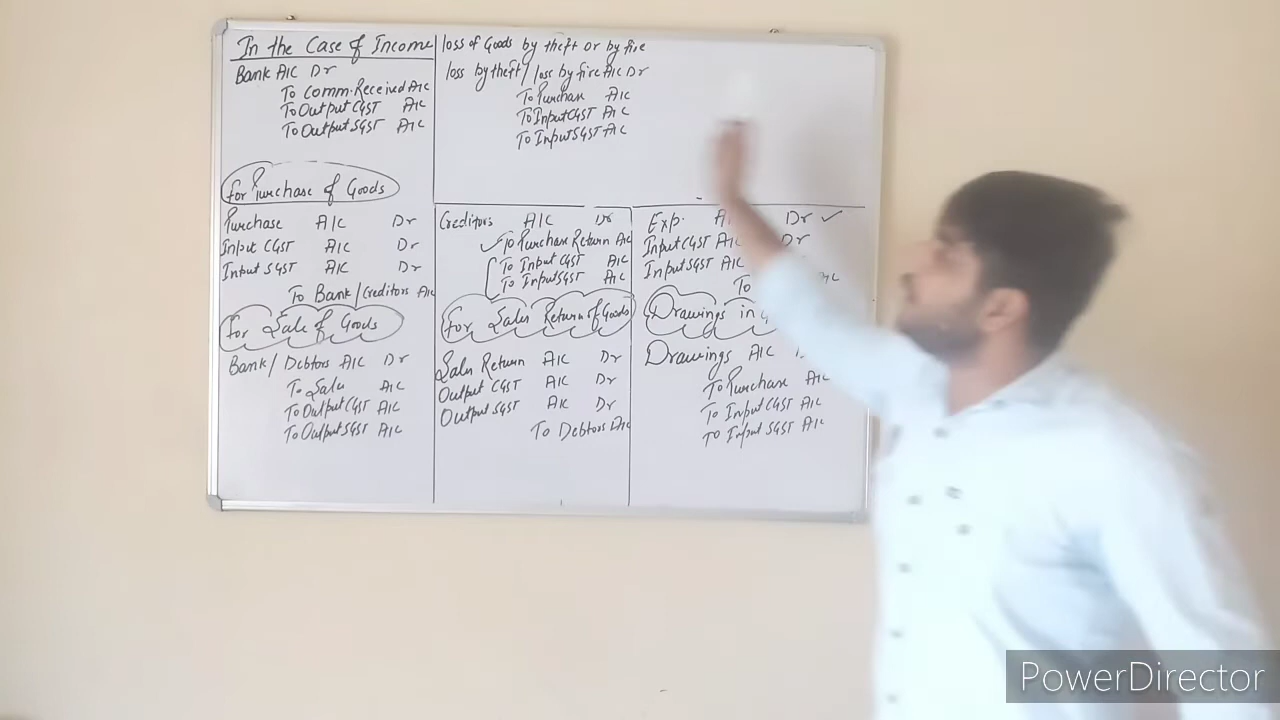 In the Case of Income
Bank A/C Dr
To Comm. Received A/C
To Output CGST A/C
To Output SGST A/C
For Purchase of Goods
Purchase A/C Dr
Input CGST A/C Dr
Input SGST A/C Dr
To Bank/Creditors A/C
For Sale of Goods
Bank/Debtors A/C Dr
To Sales A/C
To Output CGST A/C
To Output SGST A/C
loss of Goods by theft or by fire
loss by theft/loss by fire A/C Dr
To Purchase A/C
To Input CGST A/C
To Input SGST A/C
Creditors A/C Dr
To Purchase Return A/C
To Input CGST A/C
To Input SGST A/C
For Sales Return of Goods
Sales Return A/C Dr
Output CGST A/C Dr
Output SGST A/C Dr
To Debtors A/C
Exp. Dr
Input CGST A/C Dr
Input SGST A/C
To A/C
Drawings in
Drawings A/C
To Purchase A/C
To Input CGST A/C
To Input SGST A/C
PowerDirector